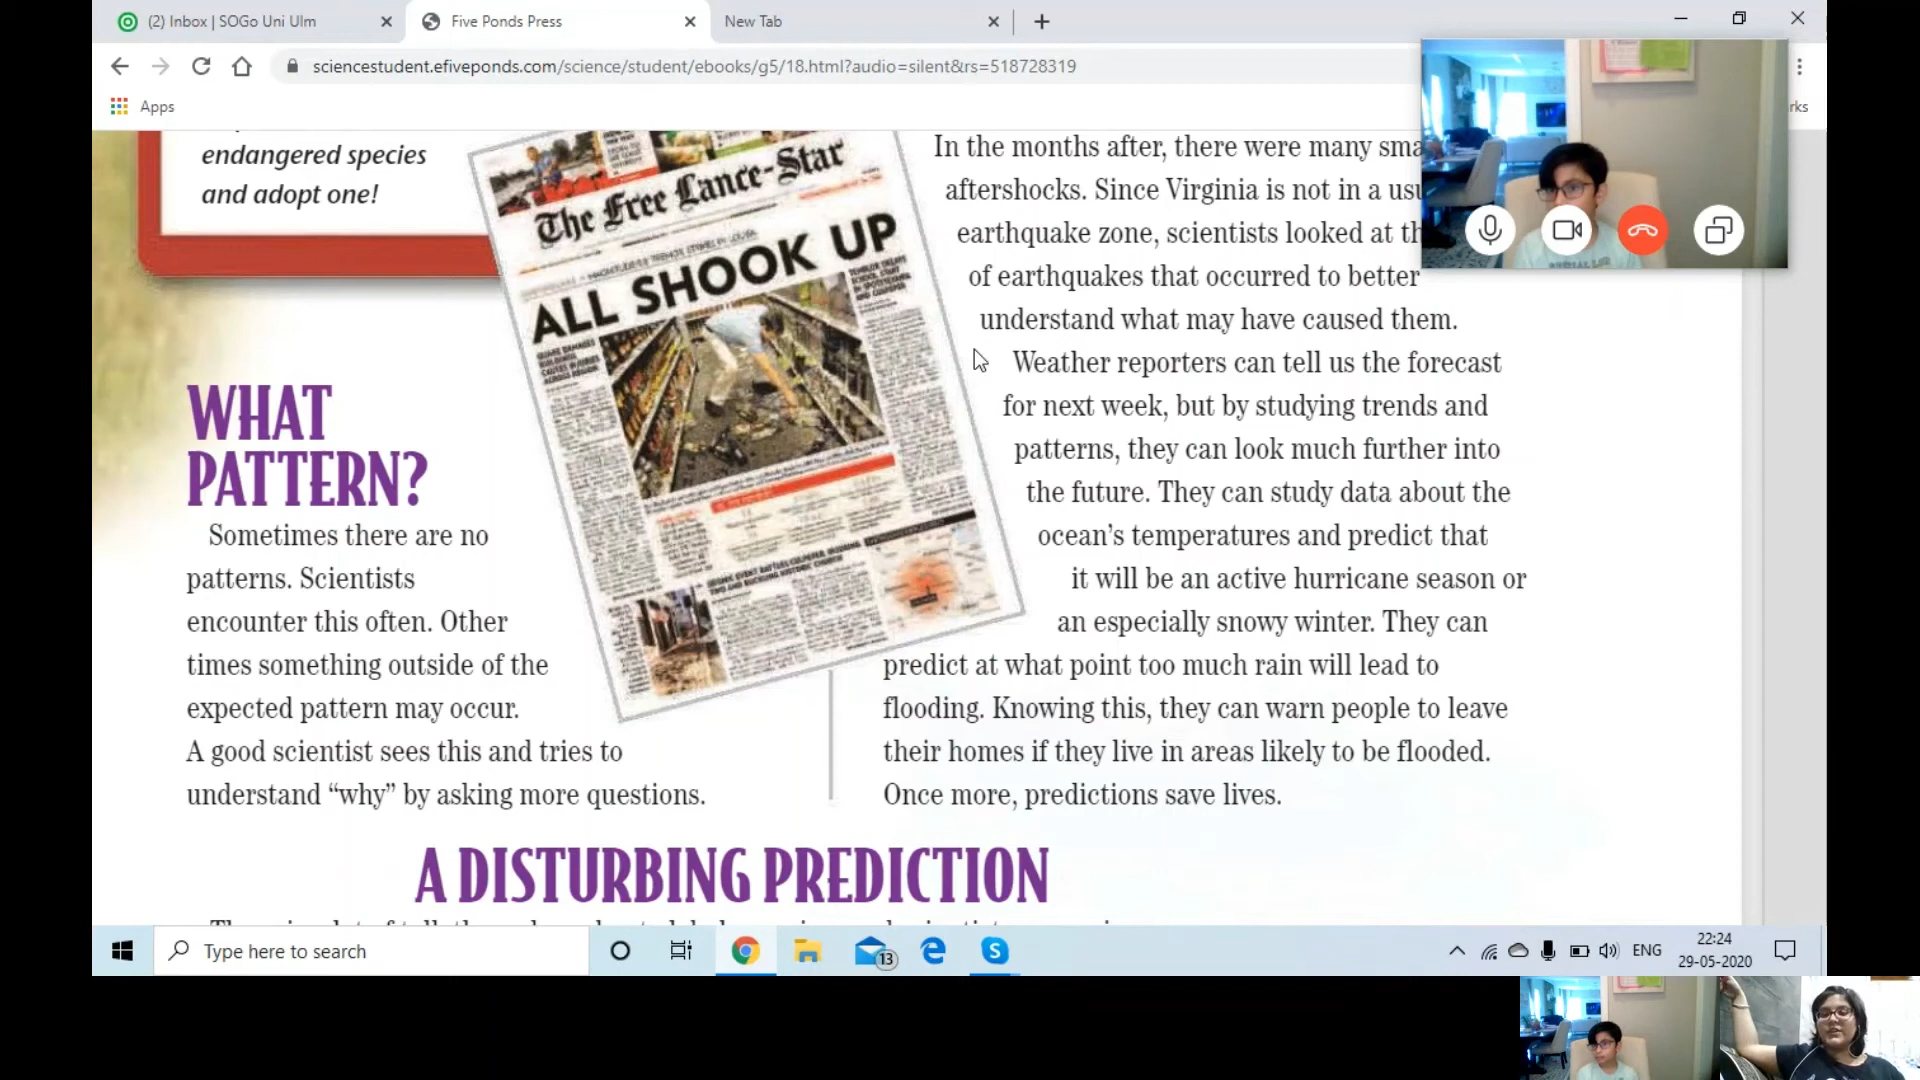 (2) Inbox | SOGo Uni Ulm
Five Ponds Press
New Tab
sciencestudent.efiveponds.com/science/student/ebooks/g5/18.html?audio=silent&rs=518728319
Apps
rks
endangered species
and adopt one!
The Free Lance-Star
ALL SHOOK UP
QUAKE DAMAGES
BUILDINGS,
CAUSES INJURIES
ACROSS REGION
WHAT
PATTERN?
Sometimes there are no
patterns. Scientists
encounter this often. Other
times something outside of the
expected pattern may occur.
A good scientist sees this and tries to
understand “why” by asking more questions.
In the months after, there were many sma
aftershocks. Since Virginia is not in a usu
earthquake zone, scientists looked at th
of earthquakes that occurred to better
understand what may have caused them.
Weather reporters can tell us the forecast
for next week, but by studying trends and
patterns, they can look much further into
the future. They can study data about the
ocean’s temperatures and predict that
it will be an active hurricane season or
an especially snowy winter. They can
predict at what point too much rain will lead to
flooding. Knowing this, they can warn people to leave
their homes if they live in areas likely to be flooded.
Once more, predictions save lives.
A DISTURBING PREDICTION
Type here to search
13
ENG
22:24
29-05-2020